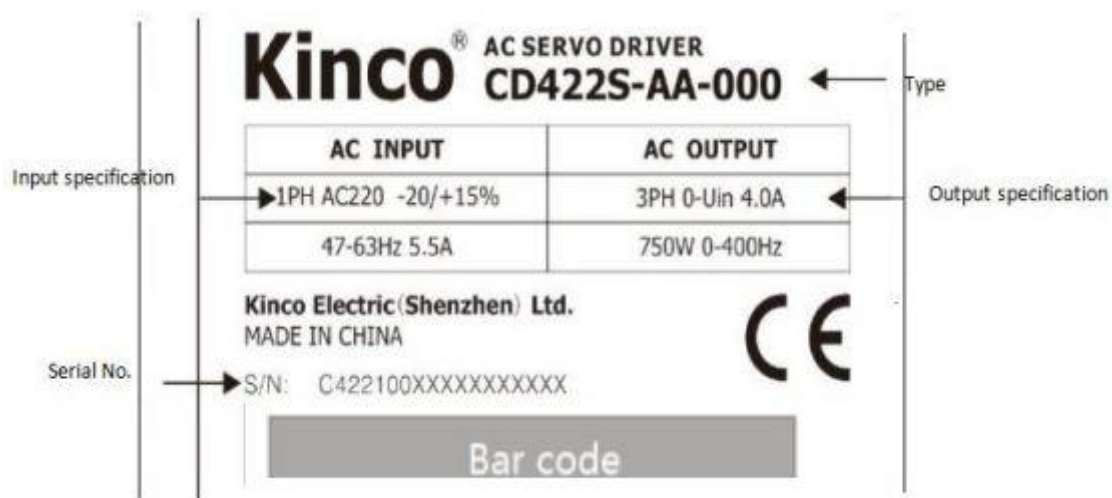 Kinco® AC SERVO DRIVER
CD422S-AA-000
Type
AC INPUT AC OUTPUT
Input specification
1PH AC220 -20/+15% 3PH 0-Uin 4.0A
Output specification
47-63Hz 5.5A 750W 0-400Hz
Kinco Electric(Shenzhen) Ltd.
MADE IN CHINA
CE
Serial No.
S/N: C422100XXXXXXXXXXX
Bar code